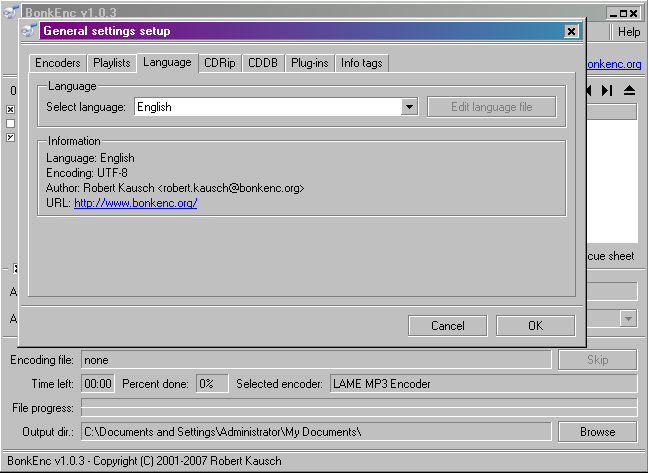 BonkEnc v1.0.3
General settings setup
Help
Encoders Playlists Language CDRip CDDB Plug-ins Info tags
onkenc.org
Language
Select language: English Edit language file
Information
Language: English
Encoding: UTF-8
Author: Robert Kausch <robert.kausch@bonkenc.org>
URL: http://www.bonkenc.org/
cue sheet
Cancel OK
Encoding file: none Skip
Time left: 00:00 Percent done: 0% Selected encoder: LAME MP3 Encoder
File progress:
Output dir.: C:\Documents and Settings\Administrator\My Documents\ Browse
BonkEnc v1.0.3 - Copyright (C) 2001-2007 Robert Kausch